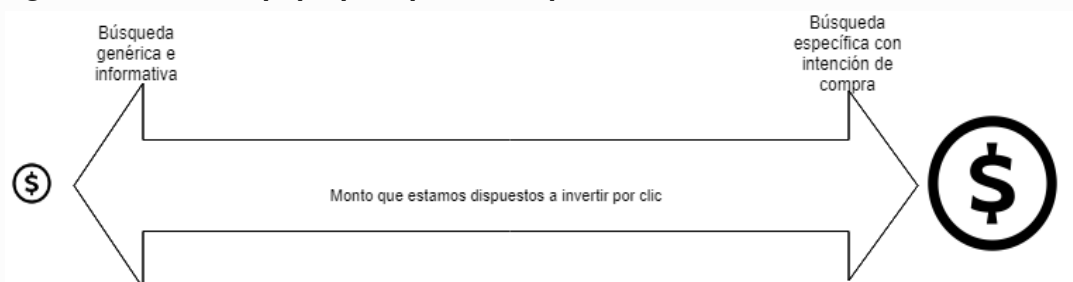 Búsqueda
genérica e
informativa
Búsqueda
específica con
intención de
compra
$
Monto que estamos dispuestos a invertir por clic
$